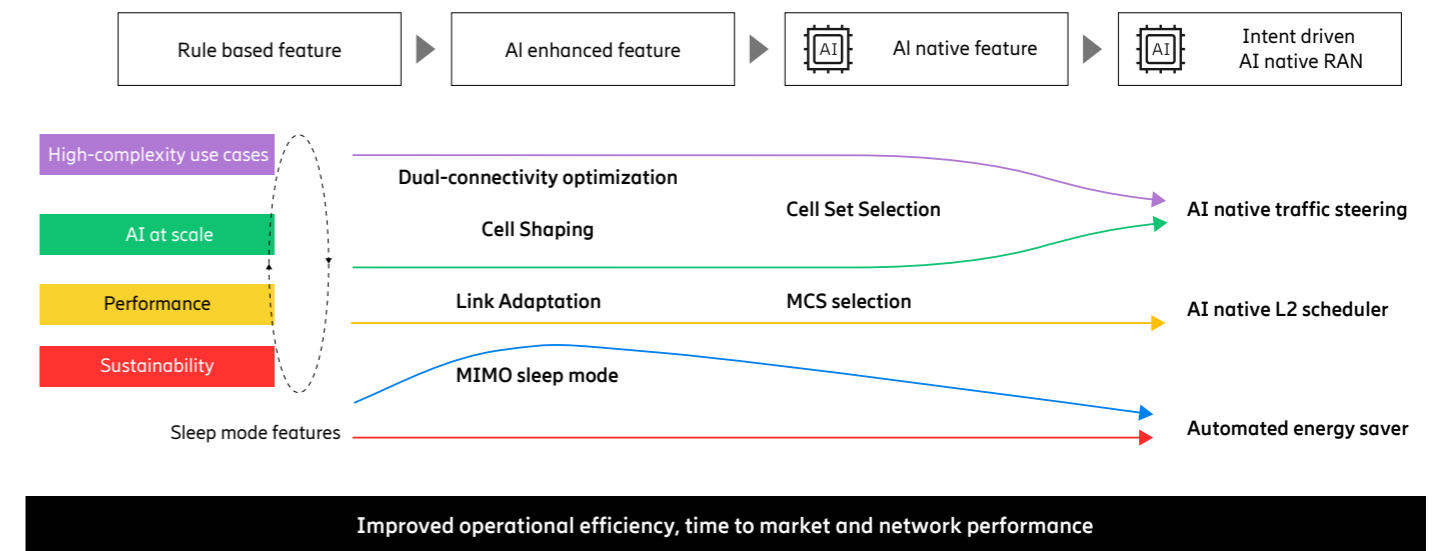 Rule based feature
AI enhanced feature
AI
AI native feature
AI
Intent driven
AI native RAN
High-complexity use cases
Dual-connectivity optimization
Cell Set Selection
AI native traffic steering
AI at scale
Cell Shaping
Performance
Link Adaptation
MCS selection
AI native L2 scheduler
Sustainability
MIMO sleep mode
Sleep mode features
Automated energy saver
Improved operational efficiency, time to market and network performance